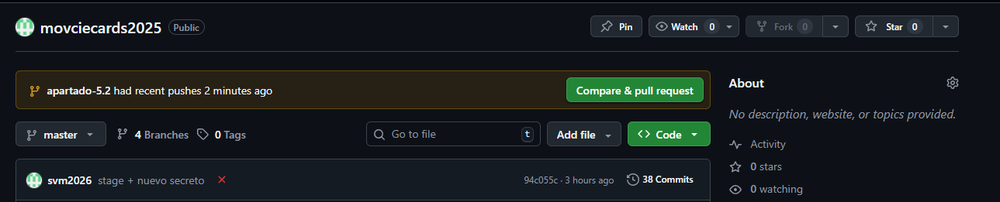 movciecards2025 Public
Pin
Watch 0
Fork 0
Star 0
apartado-5.2 had recent pushes 2 minutes ago
Compare & pull request
master
4 Branches
0 Tags
Go to file
t
Add file
Code
svm2026 stage + nuevo secreto
94c055c · 3 hours ago
38 Commits
About
No description, website, or topics provided.
Activity
0 stars
0 watching